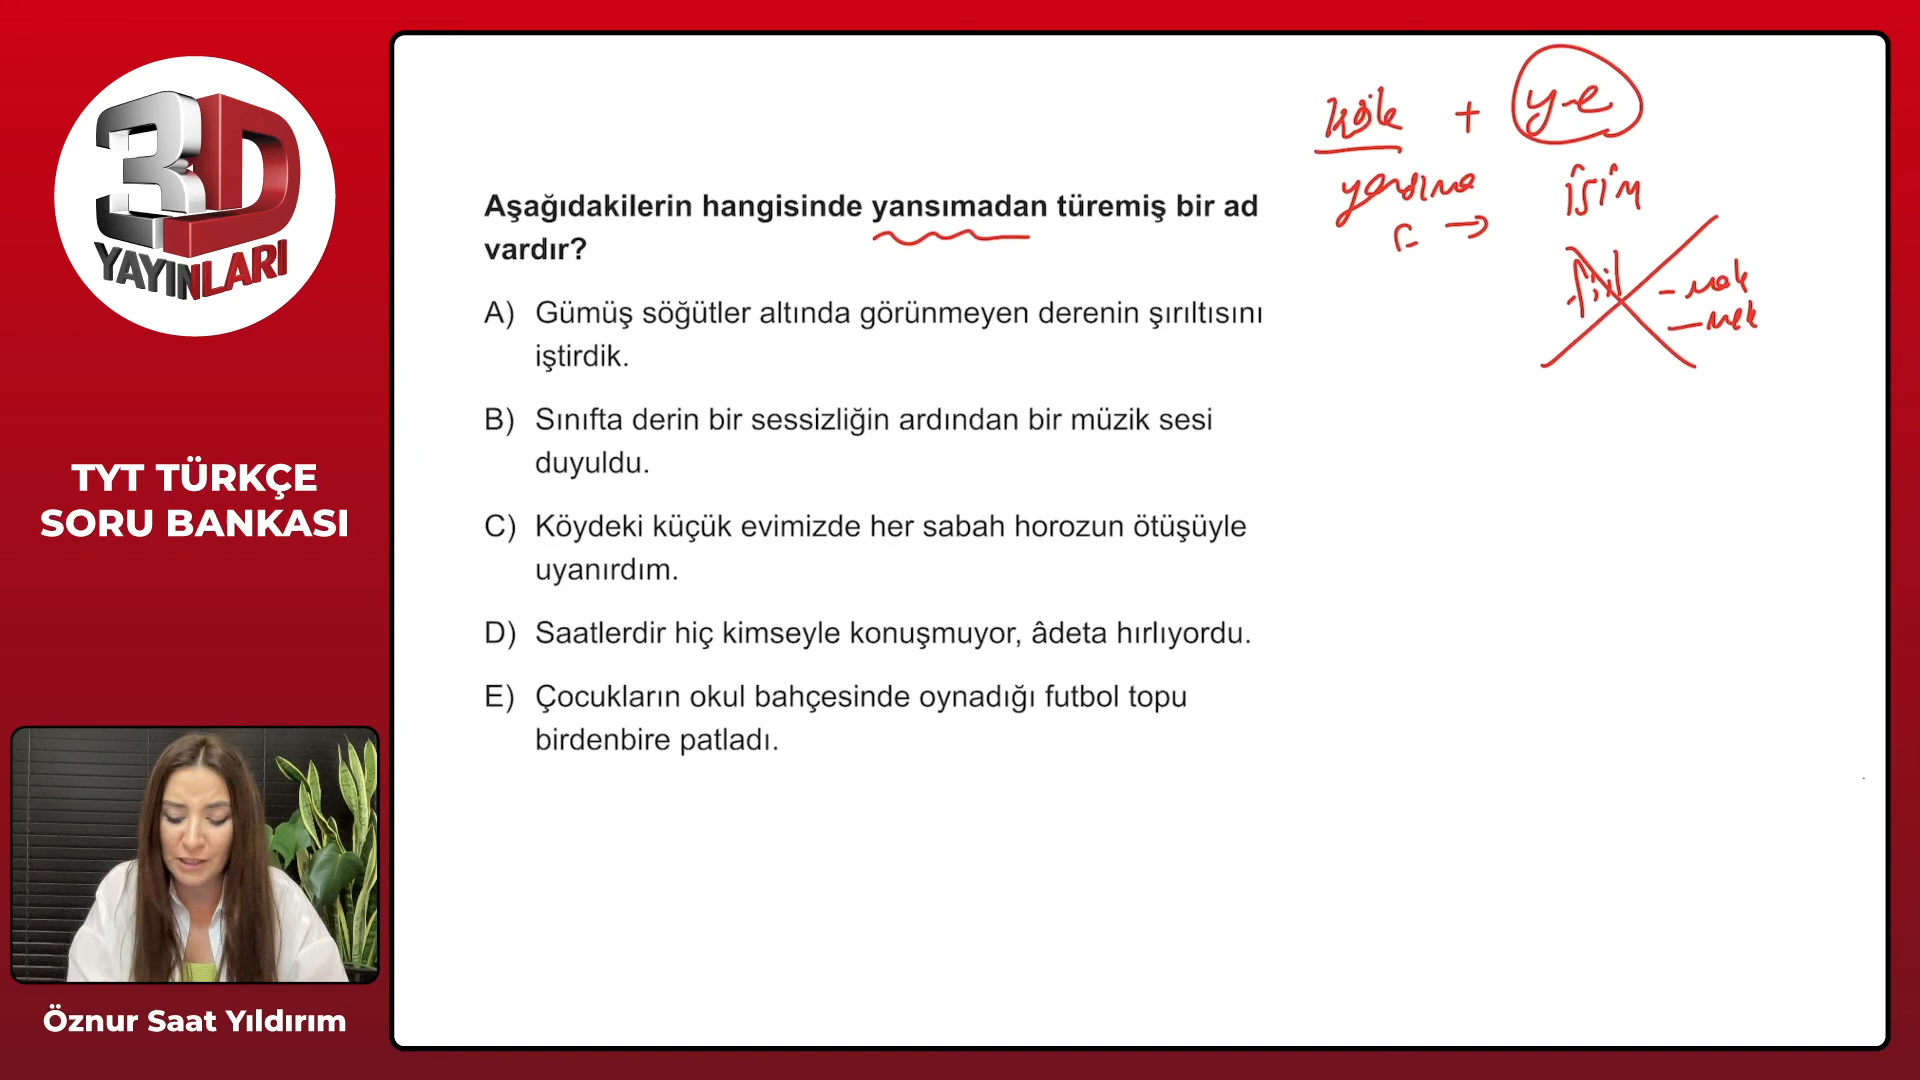 3D
YAYINLARI
TYT TÜRKÇE
SORU BANKASI
Öznur Saat Yıldırım
Aşağıdakilerin hangisinde yansımadan türemiş bir ad
vardır?
A) Gümüş söğütler altında görünmeyen derenin şırıltısını
iştirdik.
B) Sınıfta derin bir sessizliğin ardından bir müzik sesi
duyuldu.
C) Köydeki küçük evimizde her sabah horozun ötüşüyle
uyanırdım.
D) Saatlerdir hiç kimseyle konuşmuyor, âdeta hırlıyordu.
E) Çocukların okul bahçesinde oynadığı futbol topu
birdenbire patladı.
kök + y-e
isim
fiil
-mak
-mek